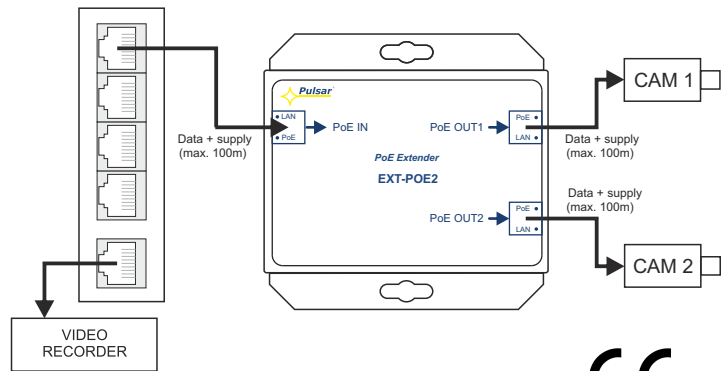 Pulsar
• LAN
• PoE
PoE IN
PoE OUT1
PoE •
LAN •
PoE Extender
EXT-POE2
PoE OUT2
PoE •
LAN •
Data + supply
(max. 100m)
Data + supply
(max. 100m)
Data + supply
(max. 100m)
CAM 1
CAM 2
VIDEO
RECORDER
CE